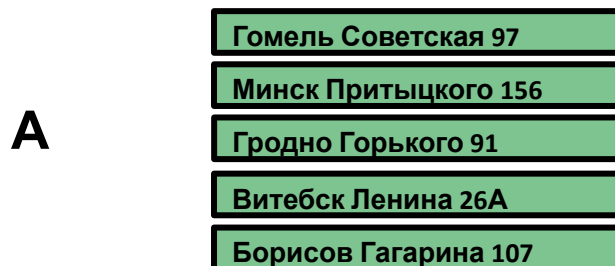 Гомель Советская 97
Минск Притыцкого 156
А
Гродно Горького 91
Витебск Ленина 26А
Борисов Гагарина 107